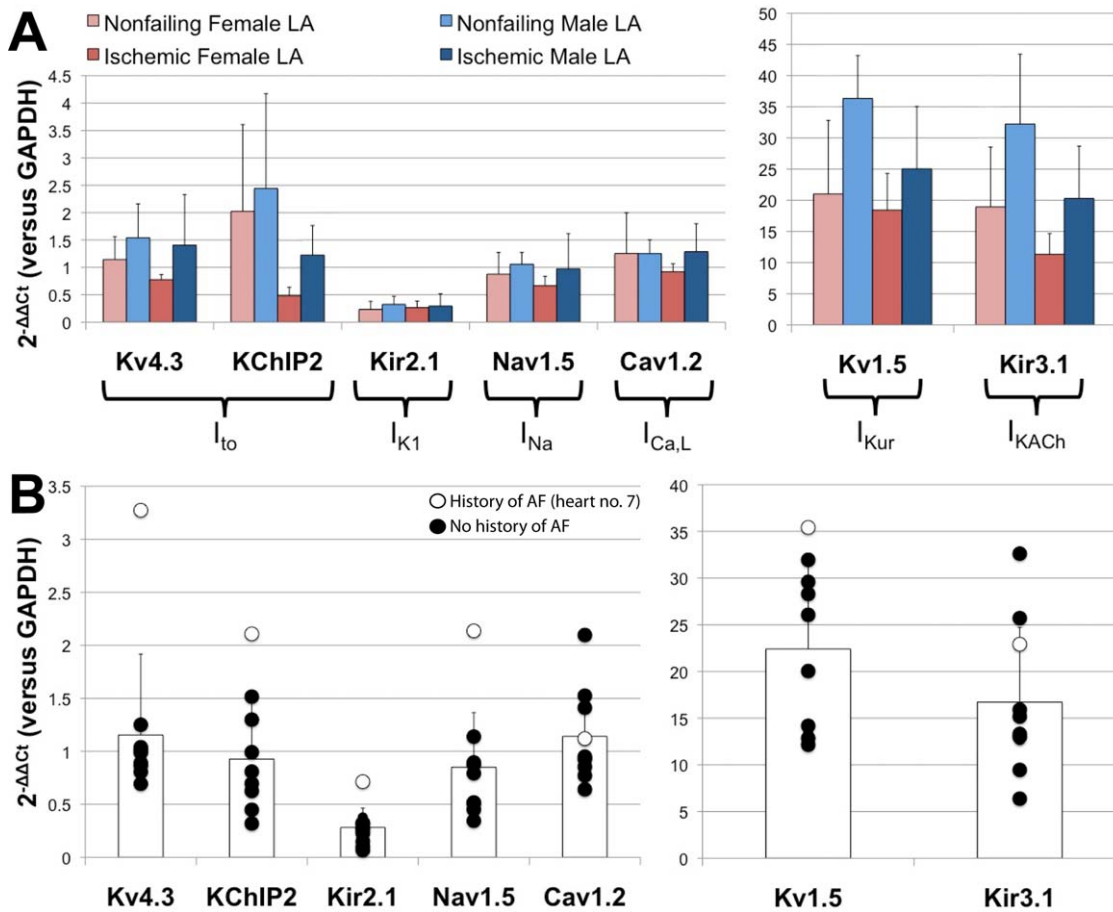 A
Nonfailing Female LA
Nonfailing Male LA
Ischemic Female LA
Ischemic Male LA
2-ΔΔCt (versus GAPDH)
4.5
4
3.5
3
2.5
2
1.5
1
0.5
0
Kv4.3 KChIP2 Kir2.1 Nav1.5 Cav1.2
Ito IK1 INa ICa,L
50
45
40
35
30
25
20
15
10
5
0
Kv1.5 Kir3.1
IKur IKACh
B
History of AF (heart no. 7)
No history of AF
2-ΔΔCt (versus GAPDH)
3.5
3
2.5
2
1.5
1
0.5
0
Kv4.3 KChIP2 Kir2.1 Nav1.5 Cav1.2
40
35
30
25
20
15
10
5
0
Kv1.5 Kir3.1